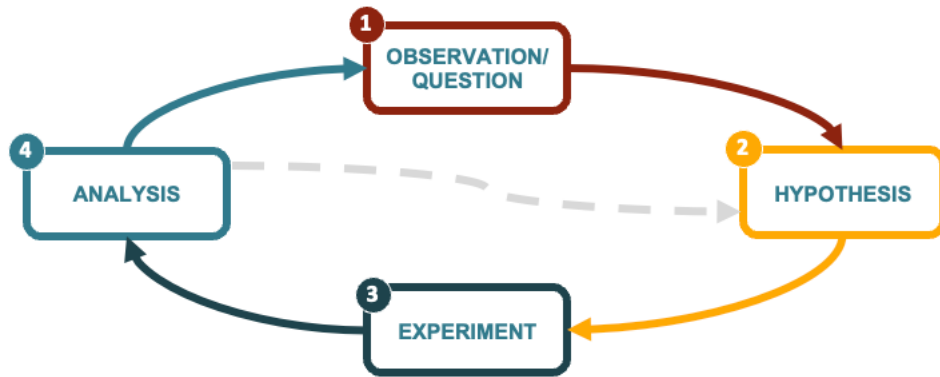 1
OBSERVATION/
QUESTION
2
HYPOTHESIS
3
EXPERIMENT
4
ANALYSIS